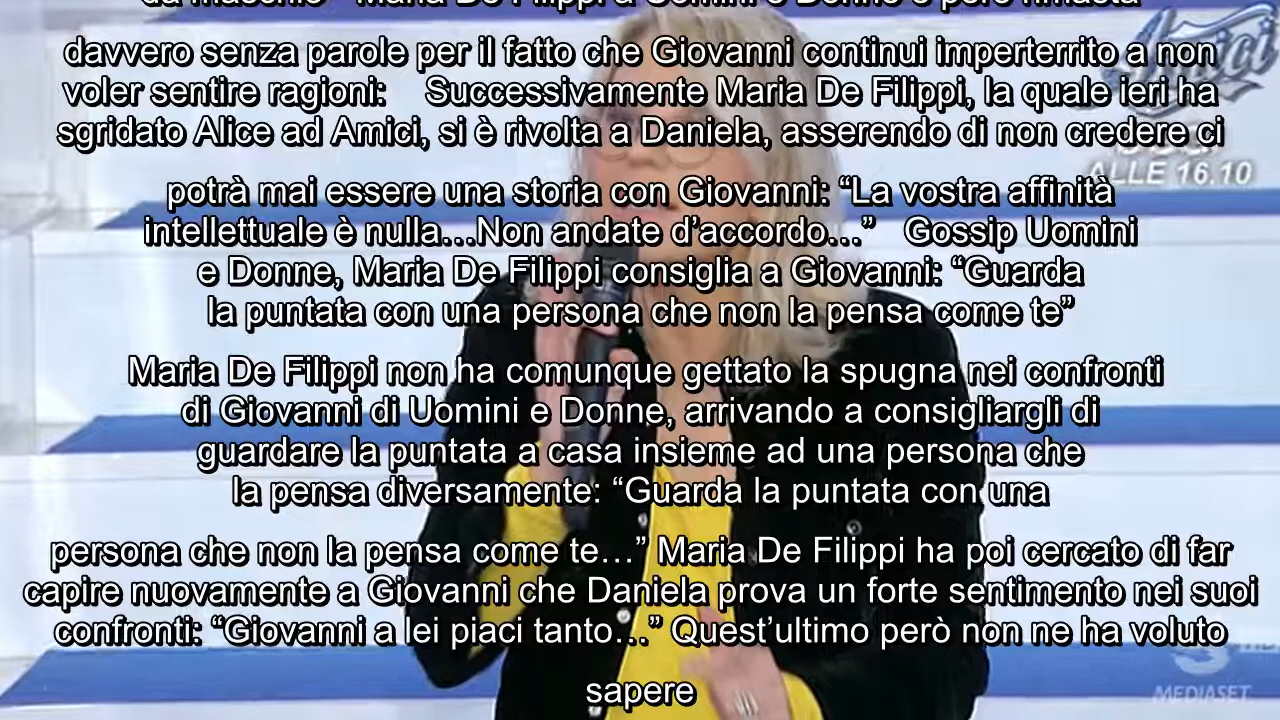 davvero senza parole per il fatto che Giovanni continui imperterrito a non
voler sentire ragioni: Successivamente Maria De Filippi, la quale ieri ha
sgridato Alice ad Amici, si è rivolta a Daniela, asserendo di non credere ci
potrà mai essere una storia con Giovanni: “La vostra affinità
intellettuale è nulla…Non andate d’accordo…” Gossip Uomini
e Donne, Maria De Filippi consiglia a Giovanni: “Guarda
la puntata con una persona che non la pensa come te”
Maria De Filippi non ha comunque gettato la spugna nei confronti
di Giovanni di Uomini e Donne, arrivando a consigliargli di
guardare la puntata a casa insieme ad una persona che
la pensa diversamente: “Guarda la puntata con una
persona che non la pensa come te…” Maria De Filippi ha poi cercato di far
capire nuovamente a Giovanni che Daniela prova un forte sentimento nei suoi
confronti: “Giovanni a lei piaci tanto…” Quest’ultimo però non ne ha voluto
sapere
Amici
ALLE 16.10
MEDIASET